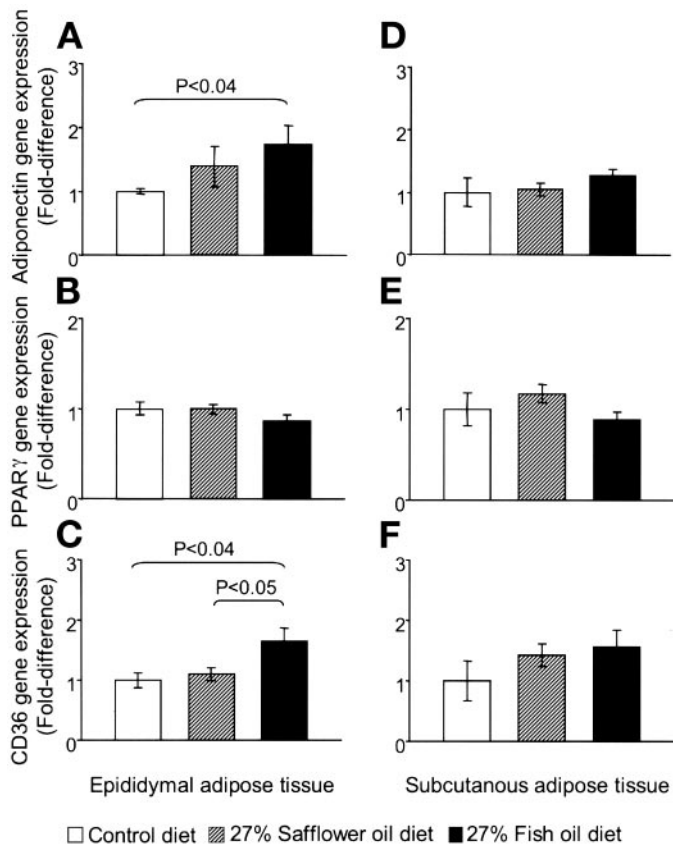 A
Adiponectin gene expression
(Fold-difference)
3
2
1
0
P<0.04
D
3
2
1
0
B
PPARγ gene expression
(Fold-difference)
2
1
0
E
2
1
0
C
CD36 gene expression
(Fold-difference)
3
2
1
0
P<0.04
P<0.05
F
3
2
1
0
Epididymal adipose tissue
Subcutanous adipose tissue
Control diet 27% Safflower oil diet 27% Fish oil diet